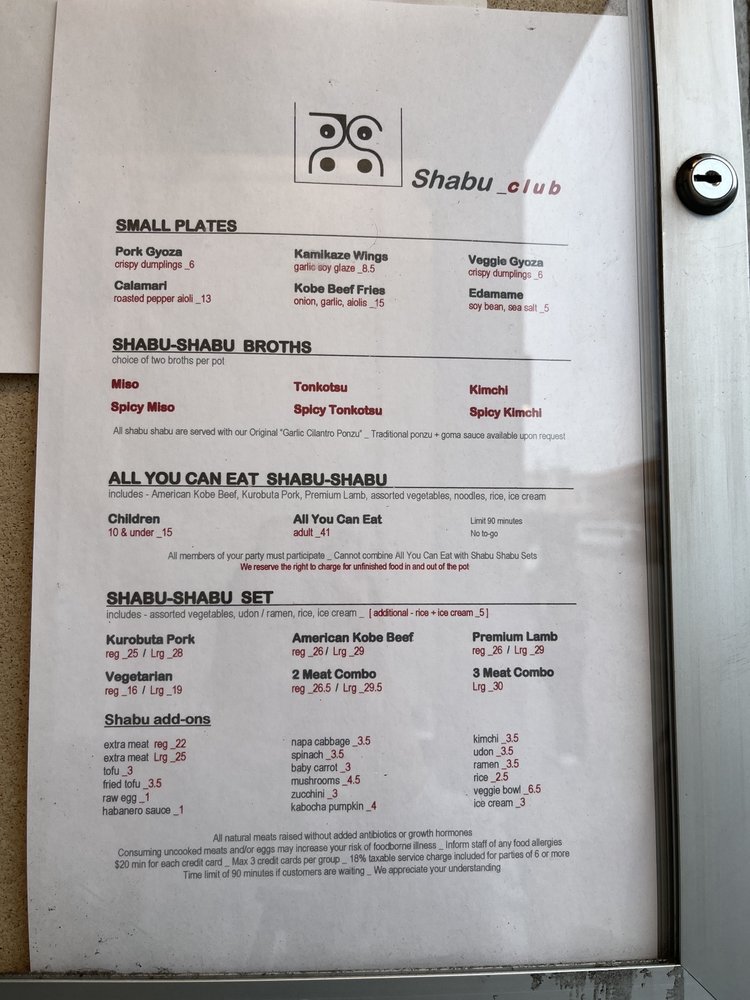 Shabu _club
SMALL PLATES
Pork Gyoza
crispy dumplings _6
Kamikaze Wings
garlic soy glaze _8.5
Veggie Gyoza
crispy dumplings _6
Calamari
roasted pepper aioli _13
Kobe Beef Fries
onion, garlic, aiolis _15
Edamame
soy bean, sea salt _5
SHABU-SHABU BROTHS
choice of two broths per pot
Miso
Tonkotsu
Kimchi
Spicy Miso
Spicy Tonkotsu
Spicy Kimchi
All shabu shabu are served with our Original "Garlic Cilantro Ponzu" _ Traditional ponzu + goma sauce available upon request
ALL YOU CAN EAT SHABU-SHABU
includes - American Kobe Beef, Kurobuta Pork, Premium Lamb, assorted vegetables, noodles, rice, ice cream
Children
10 & under _15
All You Can Eat
adult _41
Limit 90 minutes
No to-go
All members of your party must participate _ Cannot combine All You Can Eat with Shabu Shabu Sets
We reserve the right to charge for unfinished food in and out of the pot
SHABU-SHABU SET
includes - assorted vegetables, udon / ramen, rice, ice cream _ [ additional - rice + ice cream _5 ]
Kurobuta Pork
reg _25 / Lrg _28
American Kobe Beef
reg _26 / Lrg _29
Premium Lamb
reg _26 / Lrg _29
Vegetarian
reg _16 / Lrg _19
2 Meat Combo
reg _26.5 / Lrg _29.5
3 Meat Combo
Lrg _30
Shabu add-ons
extra meat reg _22
extra meat Lrg _25
tofu _3
fried tofu _3.5
raw egg _1
habanero sauce _1
napa cabbage _3.5
spinach _3.5
baby carrot _3
mushrooms _4.5
zucchini _3
kabocha pumpkin _4
kimchi _3.5
udon _3.5
ramen _3.5
rice _2.5
veggie bowl _6.5
ice cream _3
All natural meats raised without added antibiotics or growth hormones
Consuming uncooked meats and/or eggs may increase your risk of foodborne illness _ Inform staff of any food allergies
$20 min for each credit card _ Max 3 credit cards per group _ 18% taxable service charge included for parties of 6 or more
Time limit of 90 minutes if customers are waiting _ We appreciate your understanding